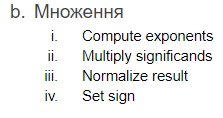 b. Множення
i. Compute exponents
ii. Multiply significands
iii. Normalize result
iv. Set sign